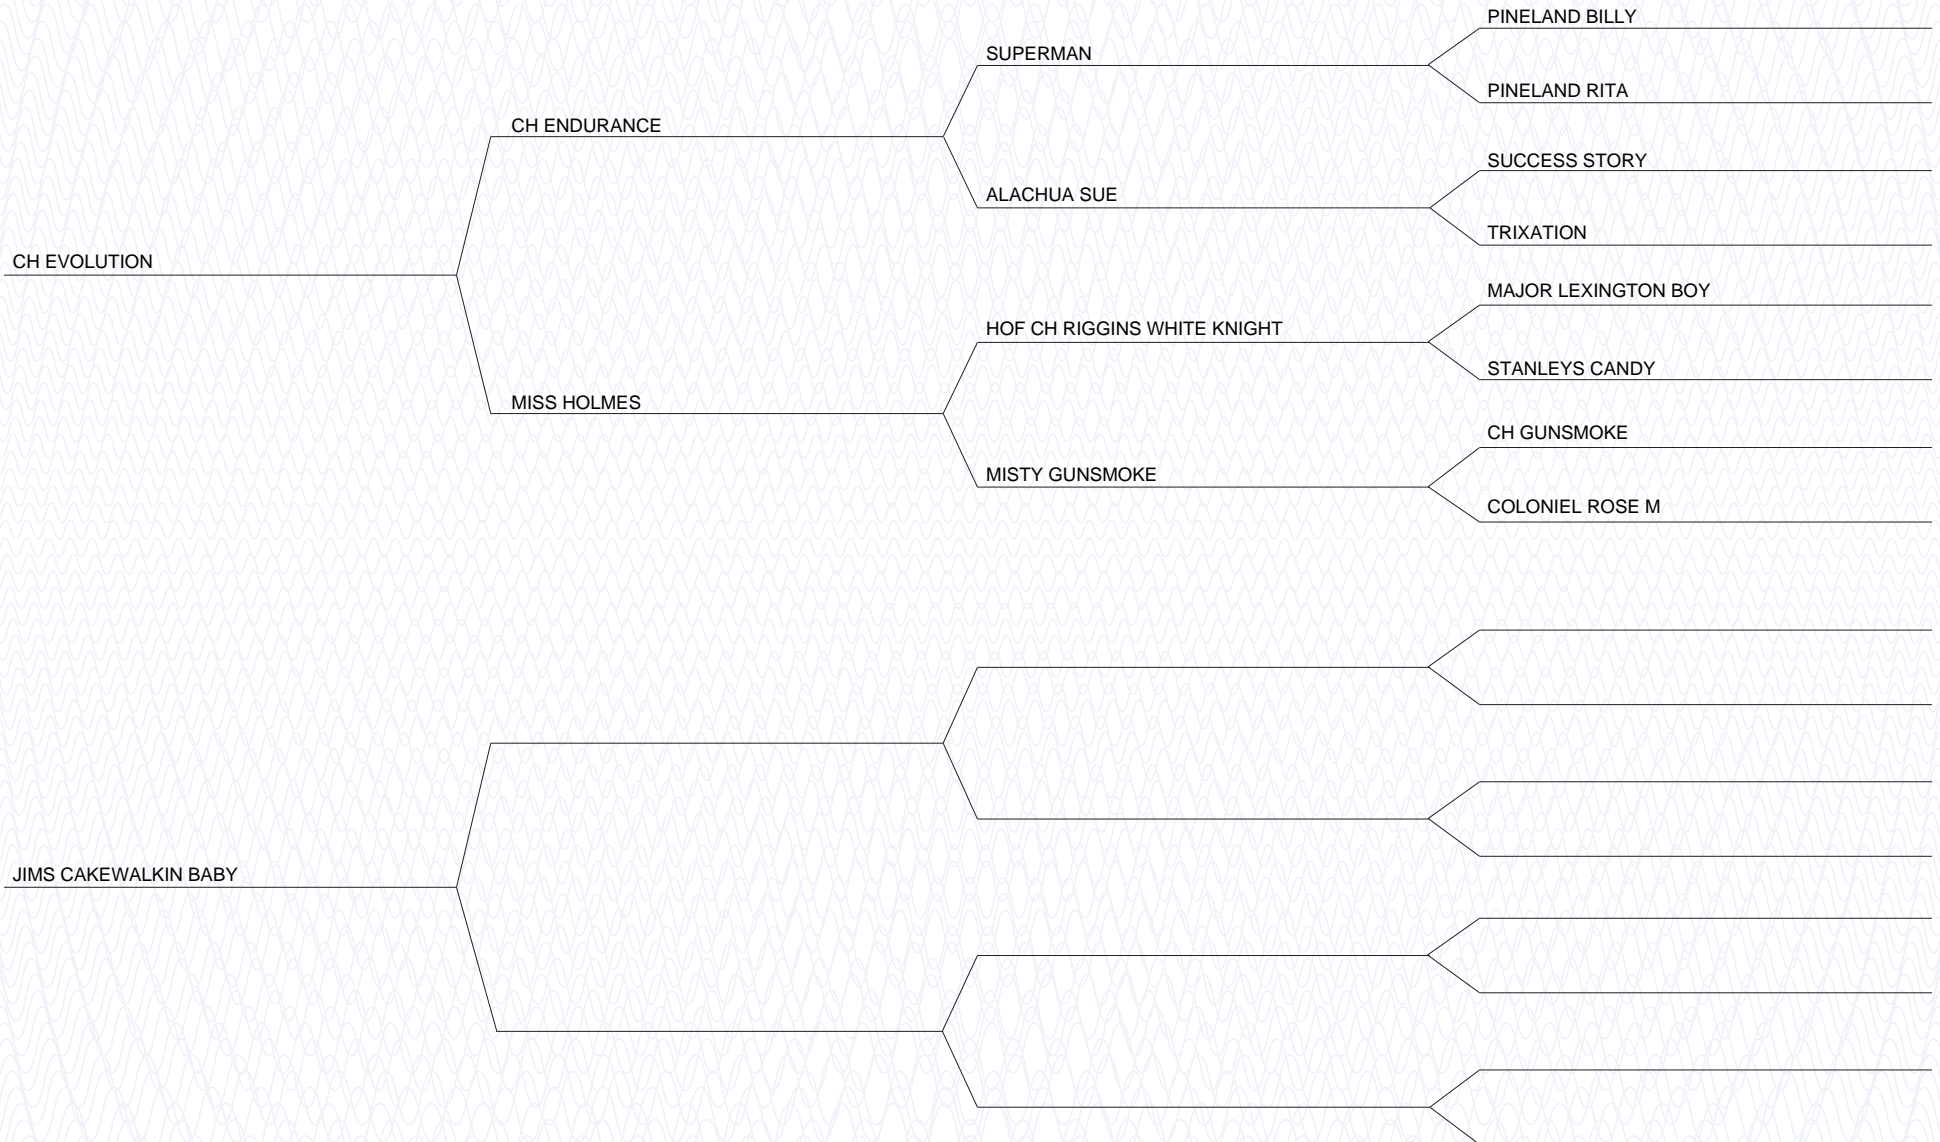 PINELAND BILLY
SUPERMAN
PINELAND RITA
CH ENDURANCE
SUCCESS STORY
ALACHUA SUE
TRIXATION
CH EVOLUTION
MAJOR LEXINGTON BOY
HOF CH RIGGINS WHITE KNIGHT
STANLEYS CANDY
MISS HOLMES
CH GUNSMOKE
MISTY GUNSMOKE
COLONIEL ROSE M
JIMS CAKEWALKIN BABY